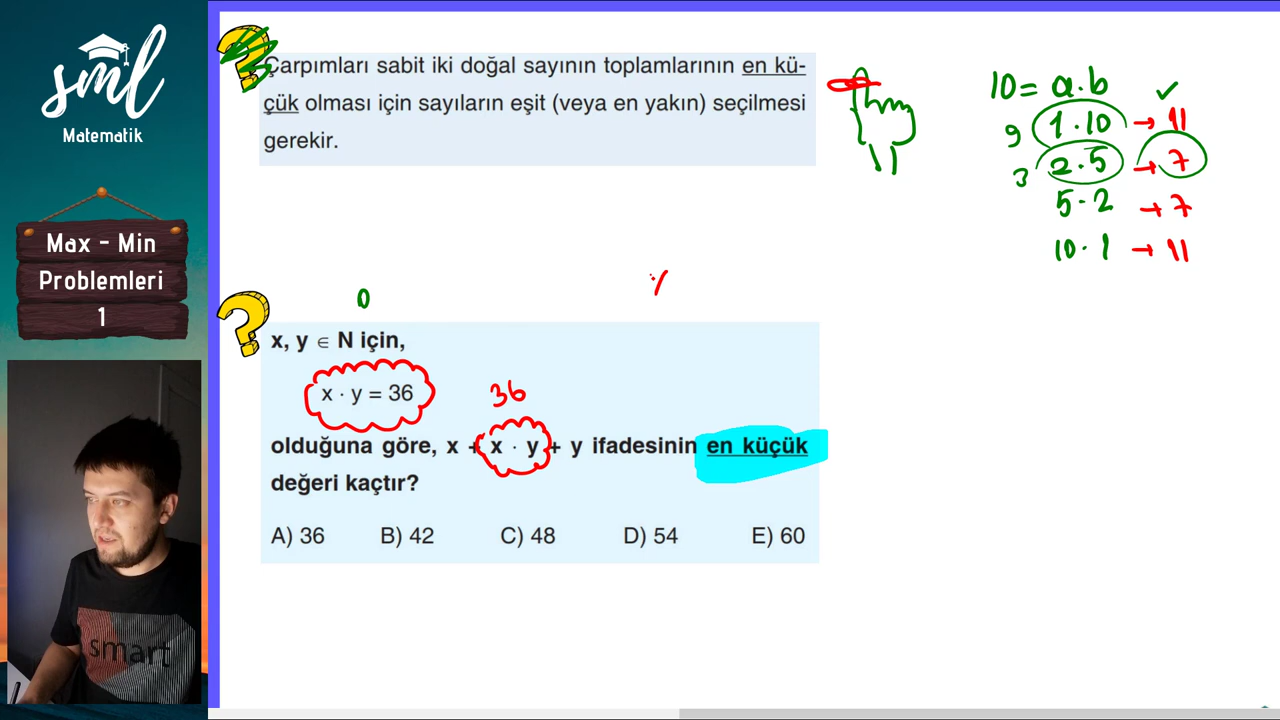 sml
Matematik
Max - Min
Problemleri
1
smart
Çarpımları sabit iki doğal sayının toplamlarının en kü-
çük olması için sayıların eşit (veya en yakın) seçilmesi
gerekir.
10 = a.b
9 1.10 → 11
3 2.5 → 7
5.2 → 7
10.1 → 11
0
x, y ∈ N için,
x · y = 36
36
olduğuna göre, x + x · y + y ifadesinin en küçük
değeri kaçtır?
A) 36 B) 42 C) 48 D) 54 E) 60